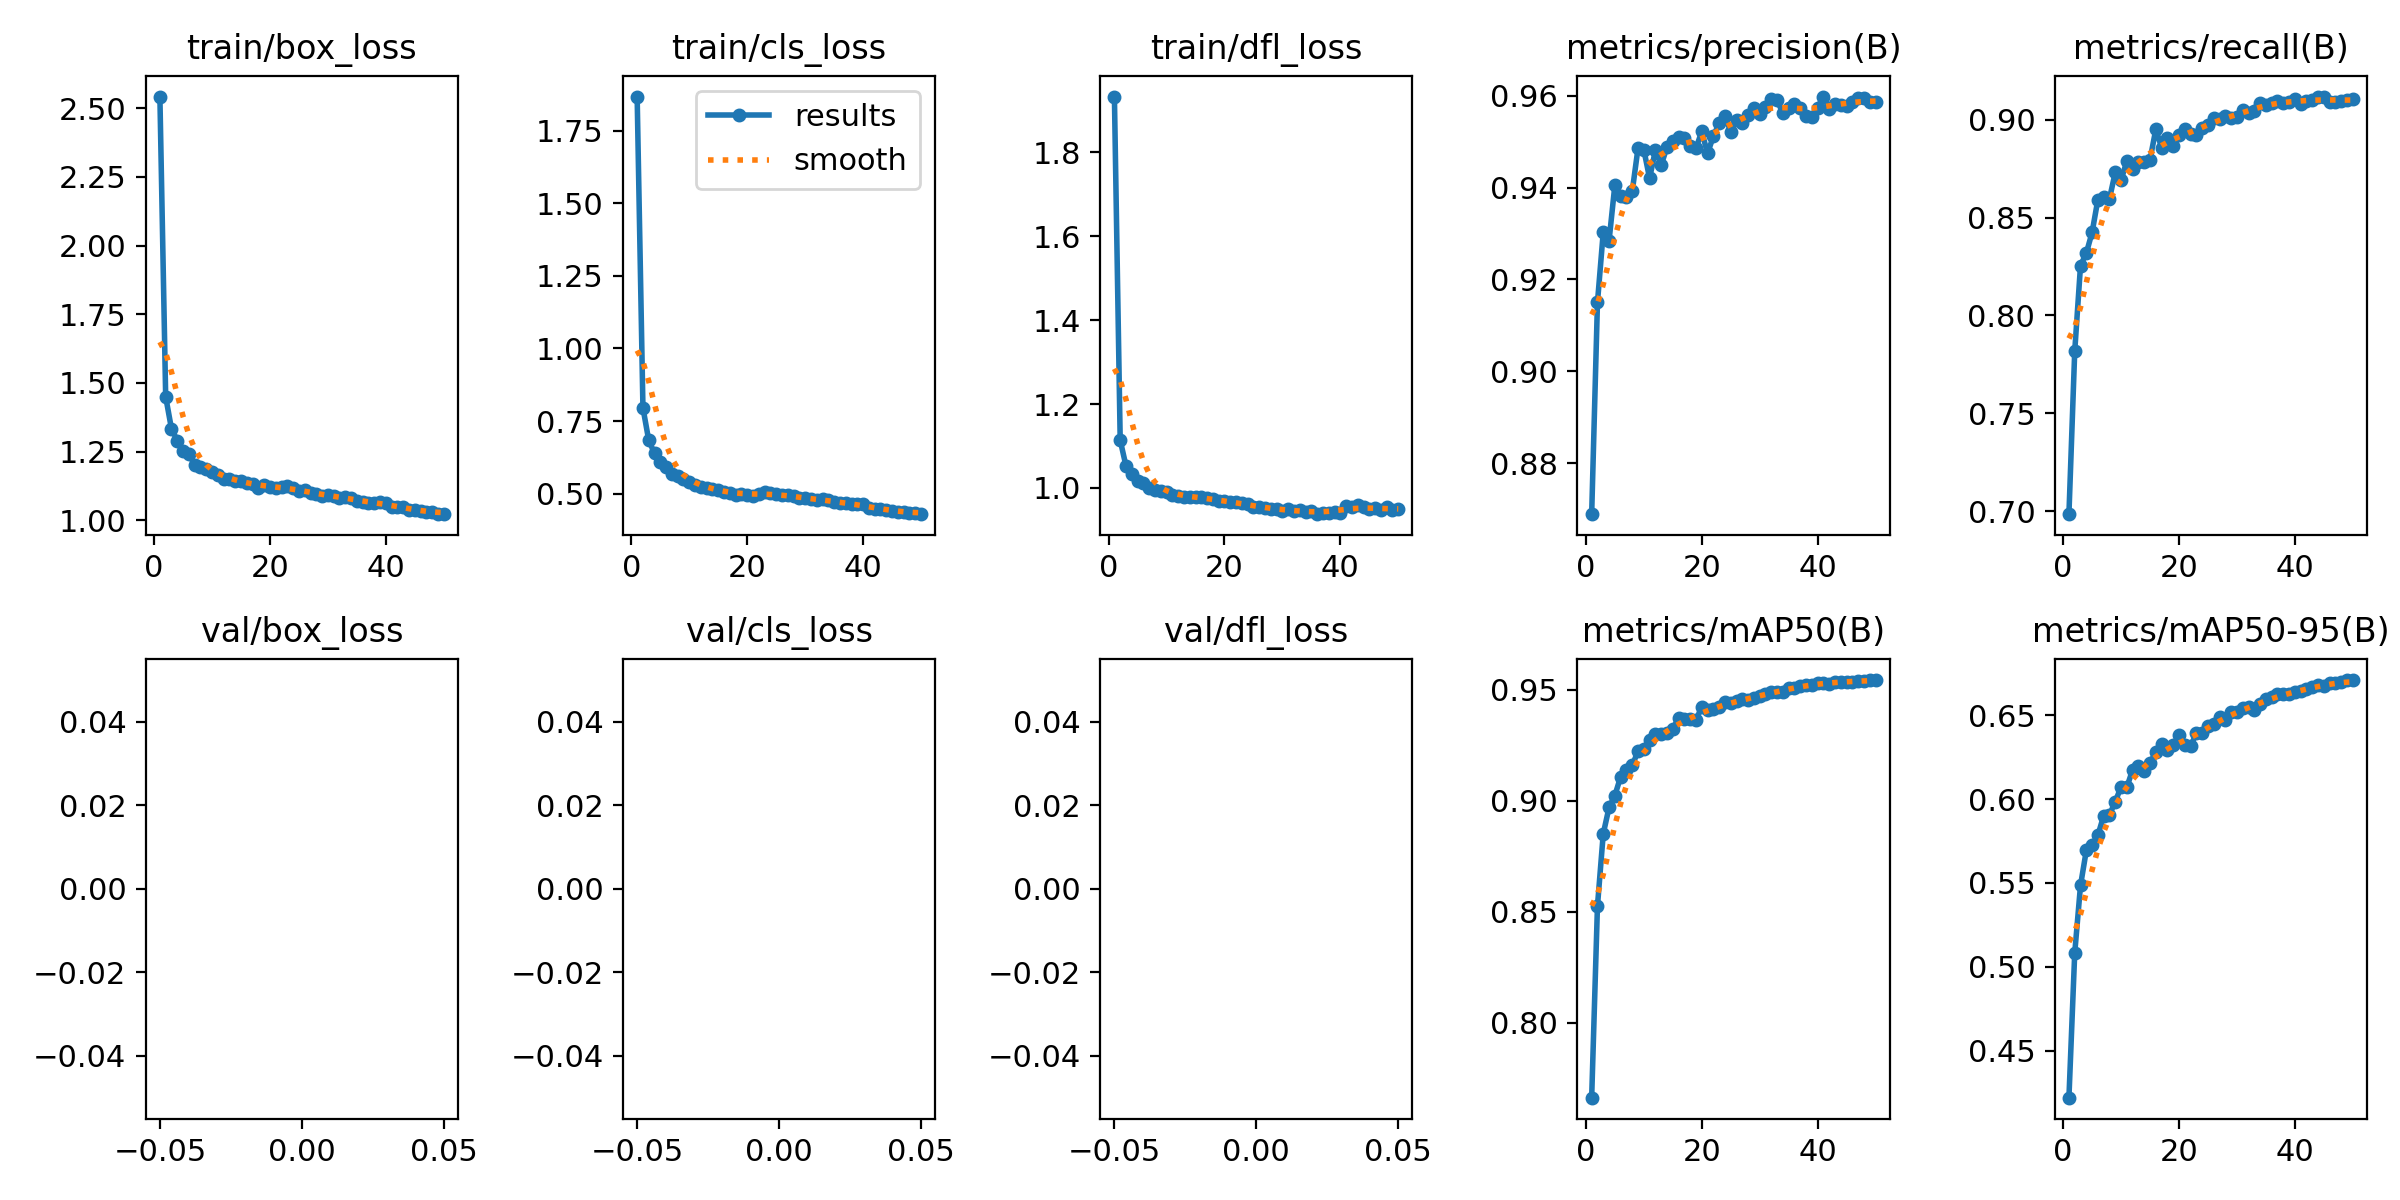 train/box_loss
2.50
2.25
2.00
1.75
1.50
1.25
1.00
0 20 40
train/cls_loss
results
smooth
1.75
1.50
1.25
1.00
0.75
0.50
0 20 40
train/dfl_loss
1.8
1.6
1.4
1.2
1.0
0 20 40
metrics/precision(B)
0.96
0.94
0.92
0.90
0.88
0 20 40
metrics/recall(B)
0.90
0.85
0.80
0.75
0.70
0 20 40
val/box_loss
0.04
0.02
0.00
−0.02
−0.04
−0.05 0.00 0.05
val/cls_loss
0.04
0.02
0.00
−0.02
−0.04
−0.05 0.00 0.05
val/dfl_loss
0.04
0.02
0.00
−0.02
−0.04
−0.05 0.00 0.05
metrics/mAP50(B)
0.95
0.90
0.85
0.80
0 20 40
metrics/mAP50-95(B)
0.65
0.60
0.55
0.50
0.45
0 20 40